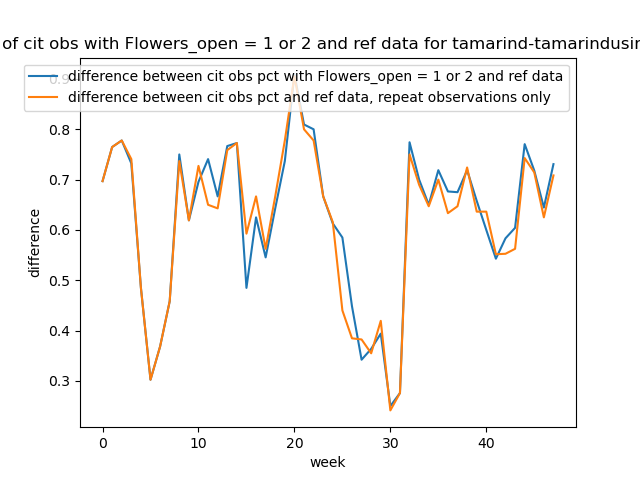 of cit obs with Flowers_open = 1 or 2 and ref data for
difference between cit obs pct with Flowers_open = 1 or 2 and ref data
difference between cit obs pct and ref data, repeat observations only
0.9
0.8
0.7
0.6
0.5
0.4
0.3
difference
0 10 20 30 40
week